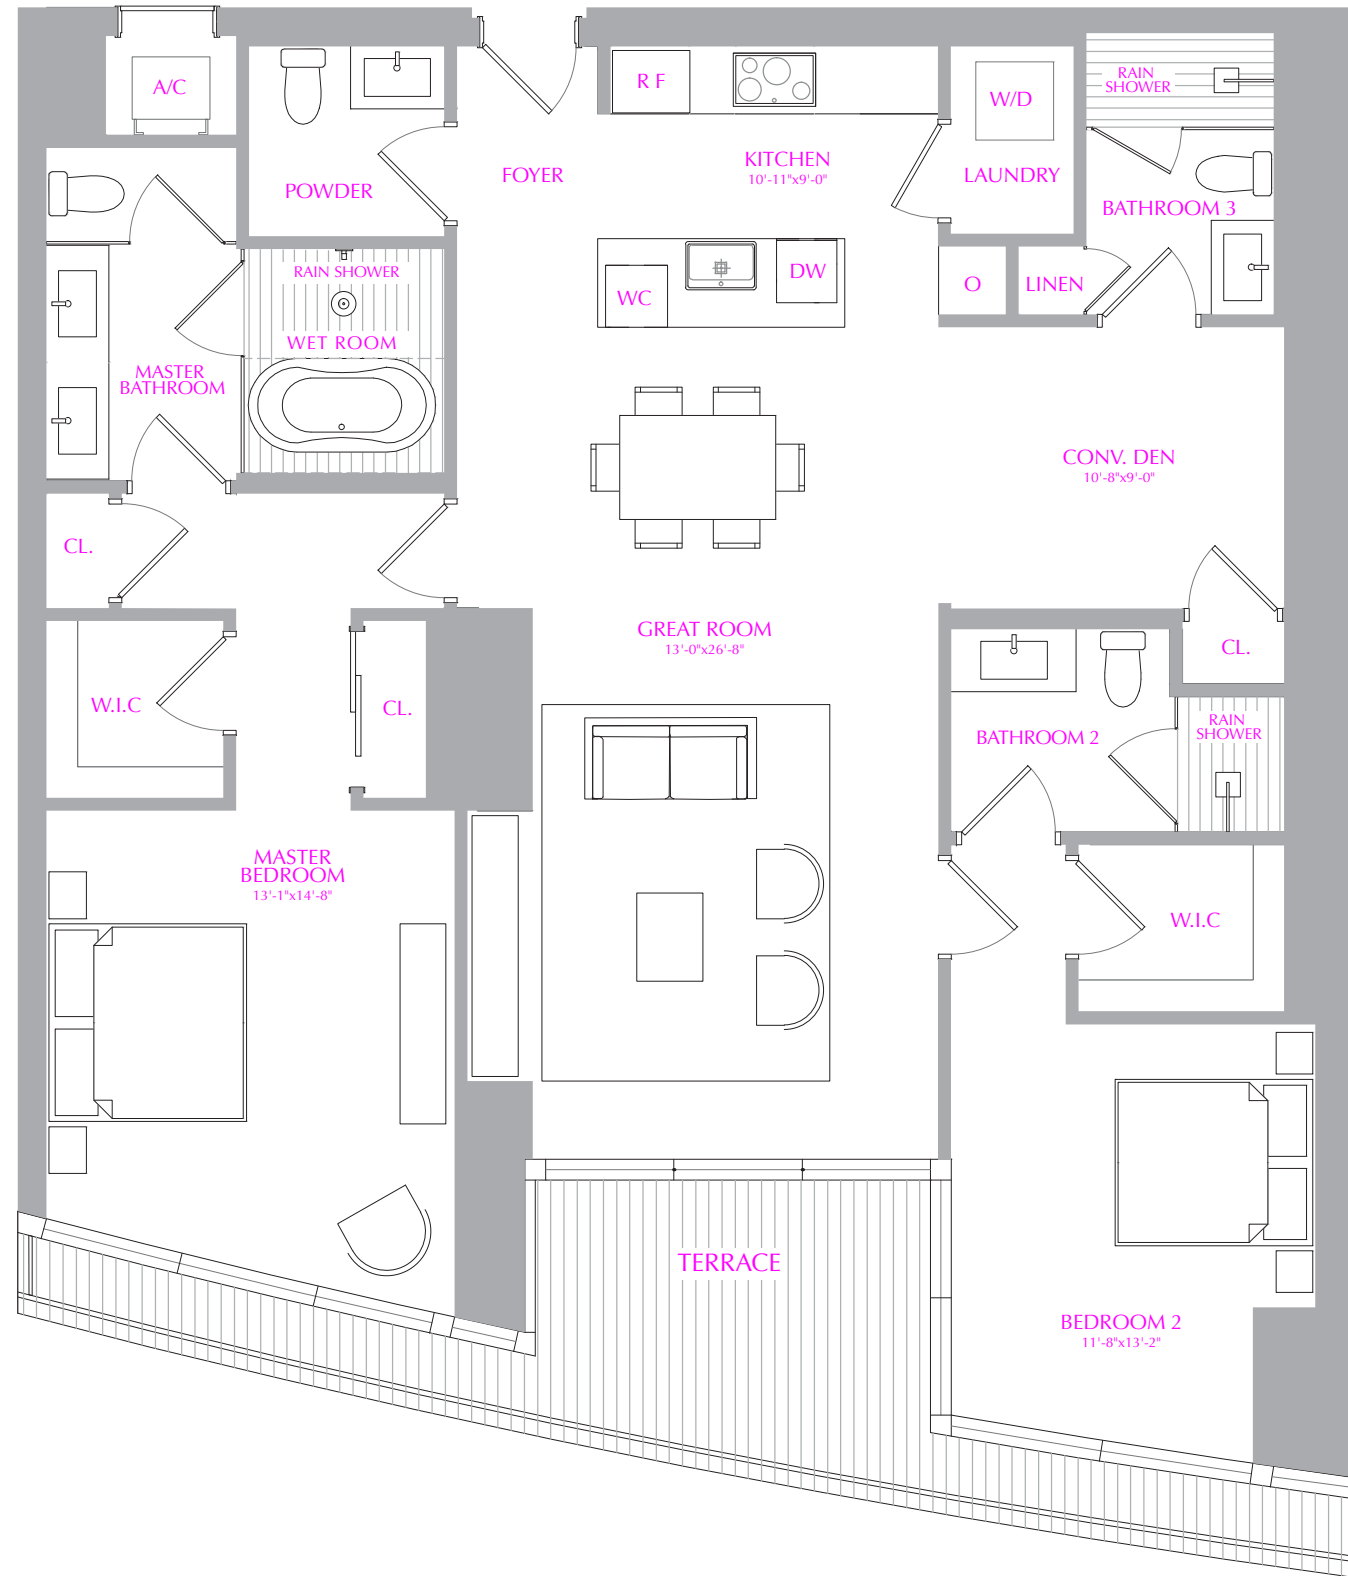 A/C
R F
W/D
RAIN
SHOWER
POWDER
FOYER
KITCHEN
10'-11"x9'-0"
LAUNDRY
BATHROOM 3
RAIN SHOWER
WET ROOM
WC
DW
O
LINEN
MASTER
BATHROOM
CONV. DEN
10'-8"x9'-0"
CL.
GREAT ROOM
13'-0"x26'-8"
CL.
W.I.C
CL.
BATHROOM 2
RAIN
SHOWER
MASTER
BEDROOM
13'-1"x14'-8"
W.I.C
TERRACE
BEDROOM 2
11'-8"x13'-2"